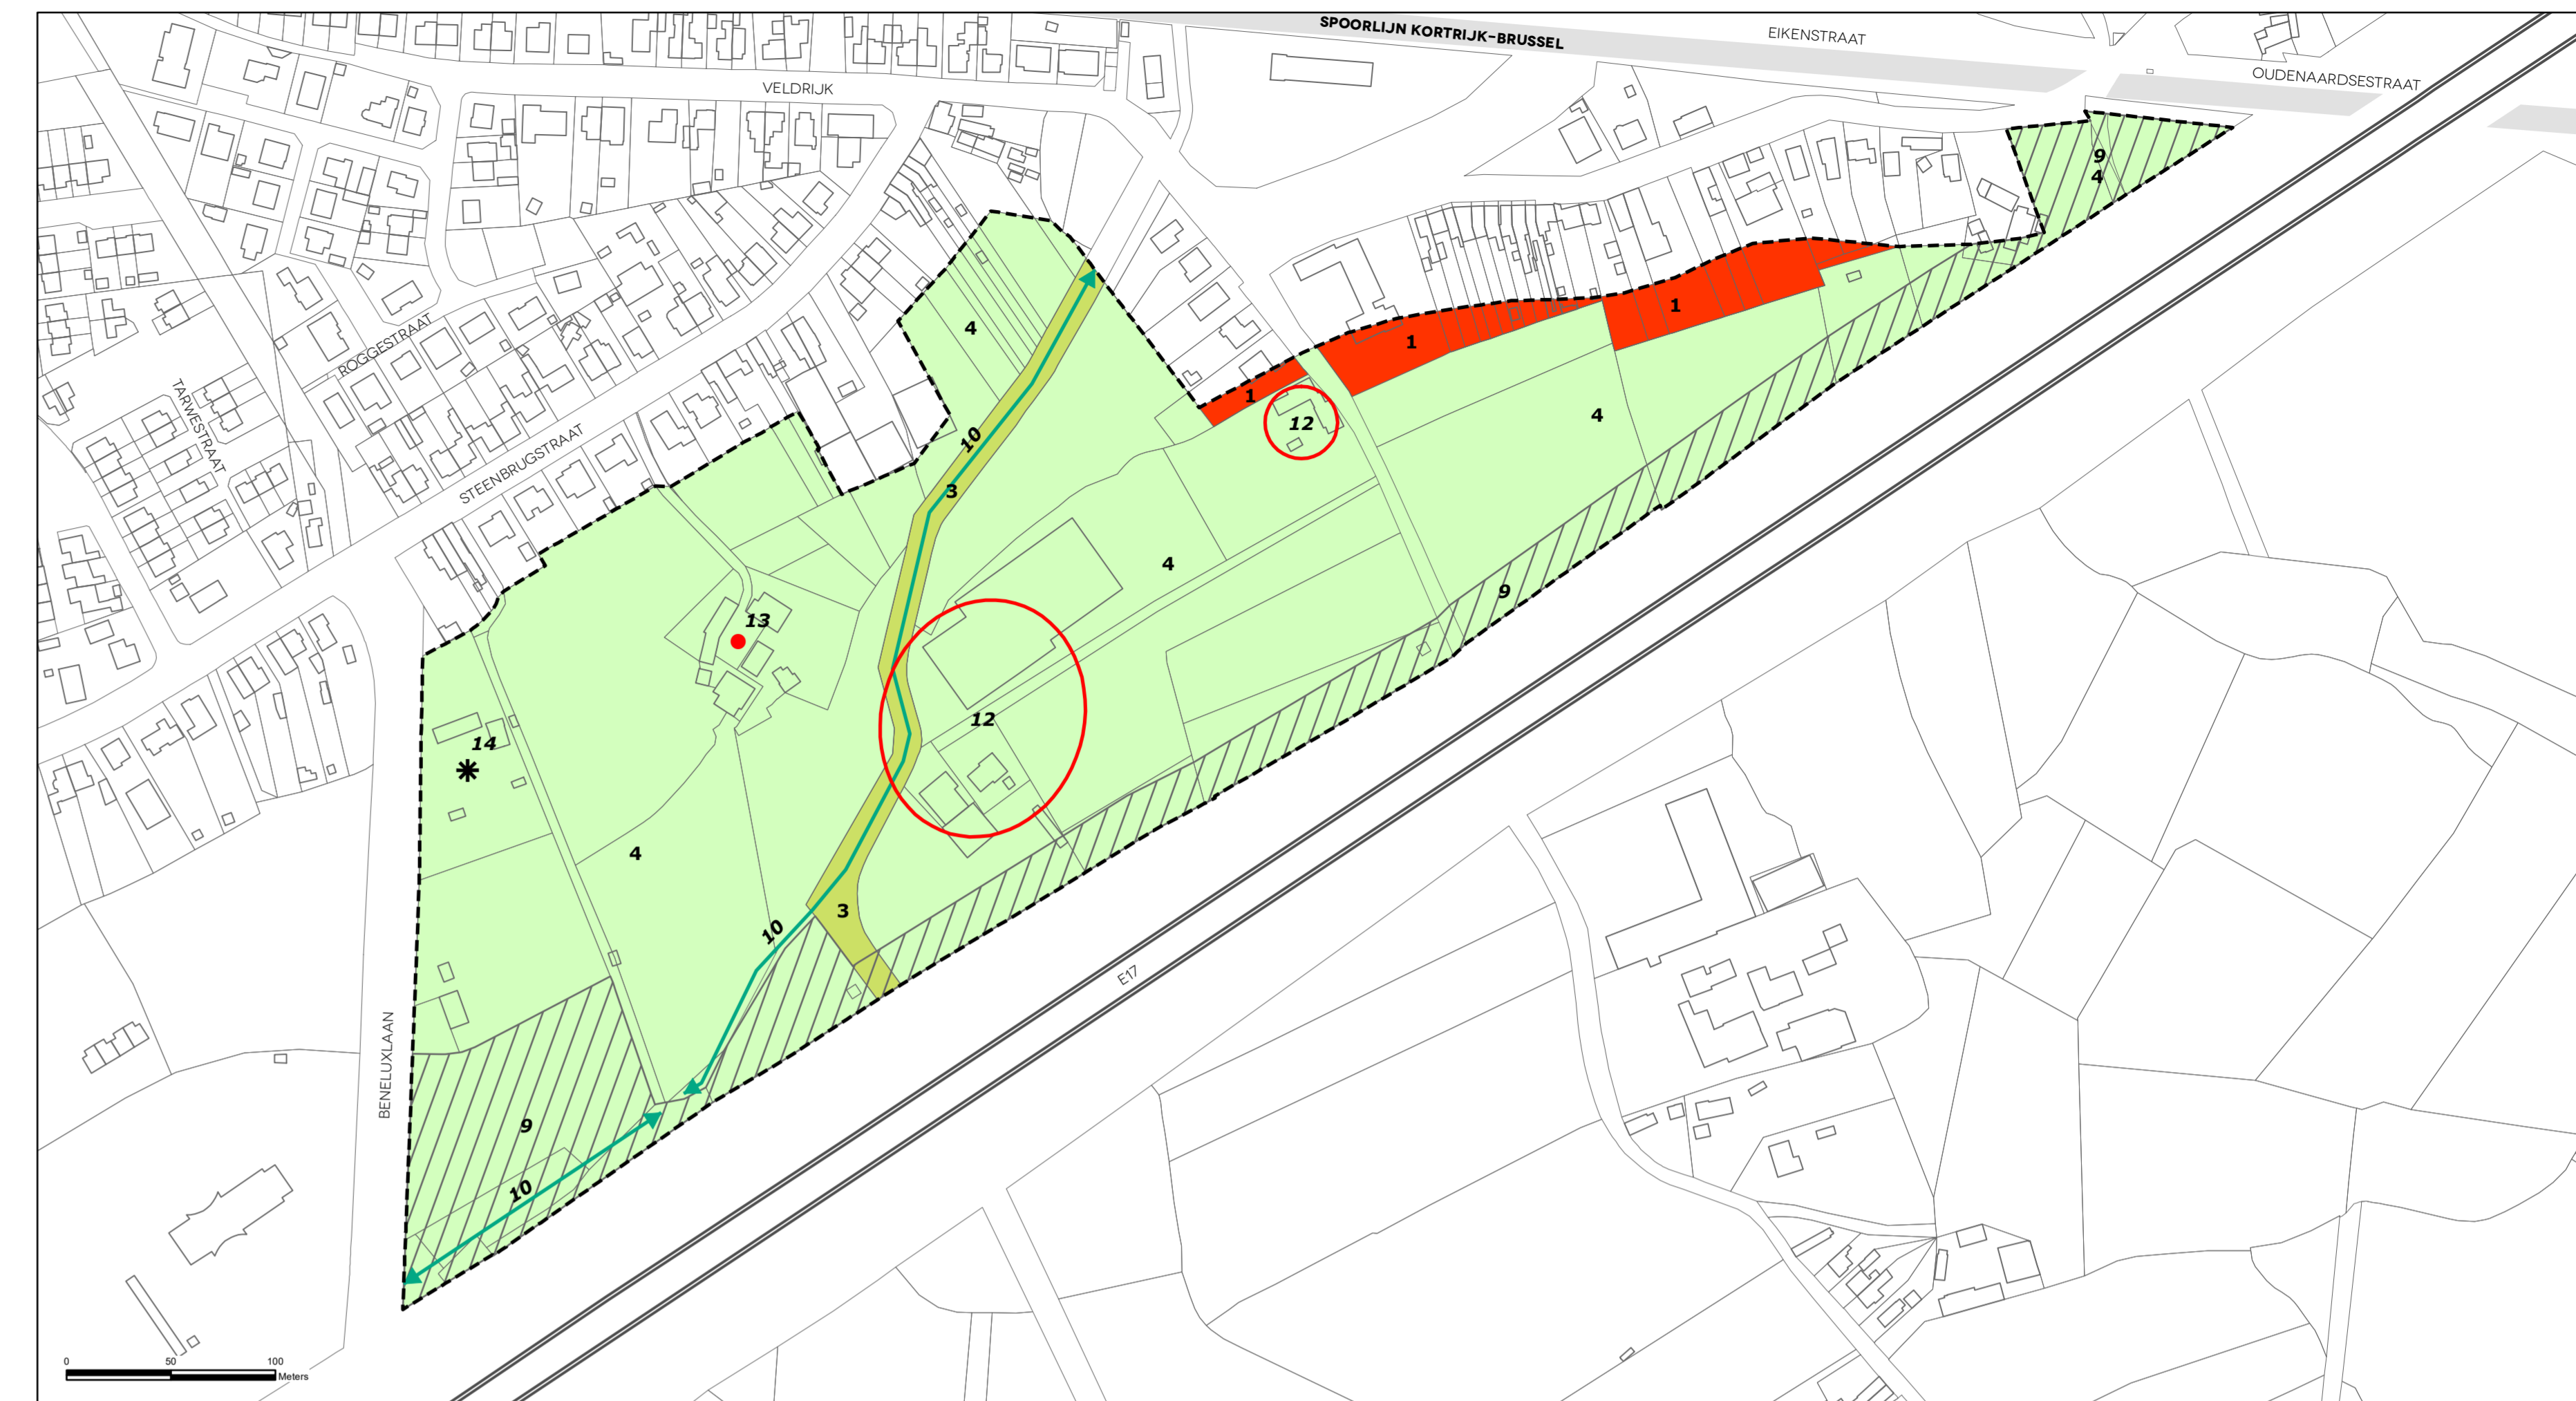 SPOORLIJN KORTRIJK-BRUSSEL
EIKENSTRAAT
OUDENAARDSESTRAAT
VELDRIJK
9
4
ROGGESTRAAT
TARWESTRAAT
STEENBRUGSTRAAT
4
1
1
1
12
4
10
3
4
9
13
12
14
4
3
10
E17
BENELUXLAAN
9
10
0 50 100
Meters